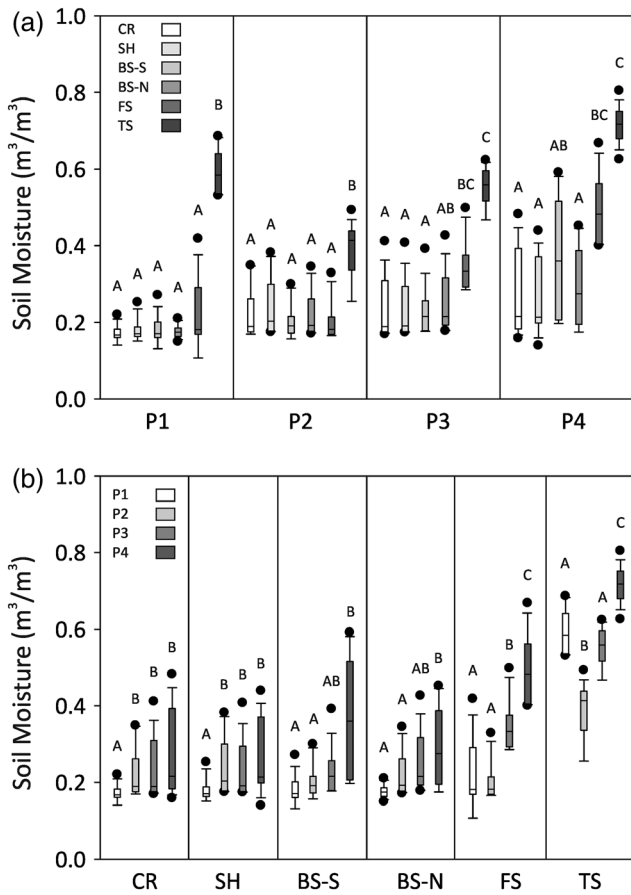 (a)
1.0
CR
SH
BS-S
BS-N
FS
TS
C
0.8
BC
B
AB
C
0.6
A
B
BC
A
A
A
AB
A
A
A
A
A
A
A
A
0.4
A
A
A
A
0.2
0.0
Soil Moisture (m³/m³)
P1 P2 P3 P4
(b)
1.0
P1
P2
P3
P4
C
0.8
A
C
A
B
B
0.6
B
B
B
AB
B
B
B
B
AB
A
A
A
A
A
A
A
0.4
0.2
0.0
Soil Moisture (m³/m³)
CR SH BS-S BS-N FS TS